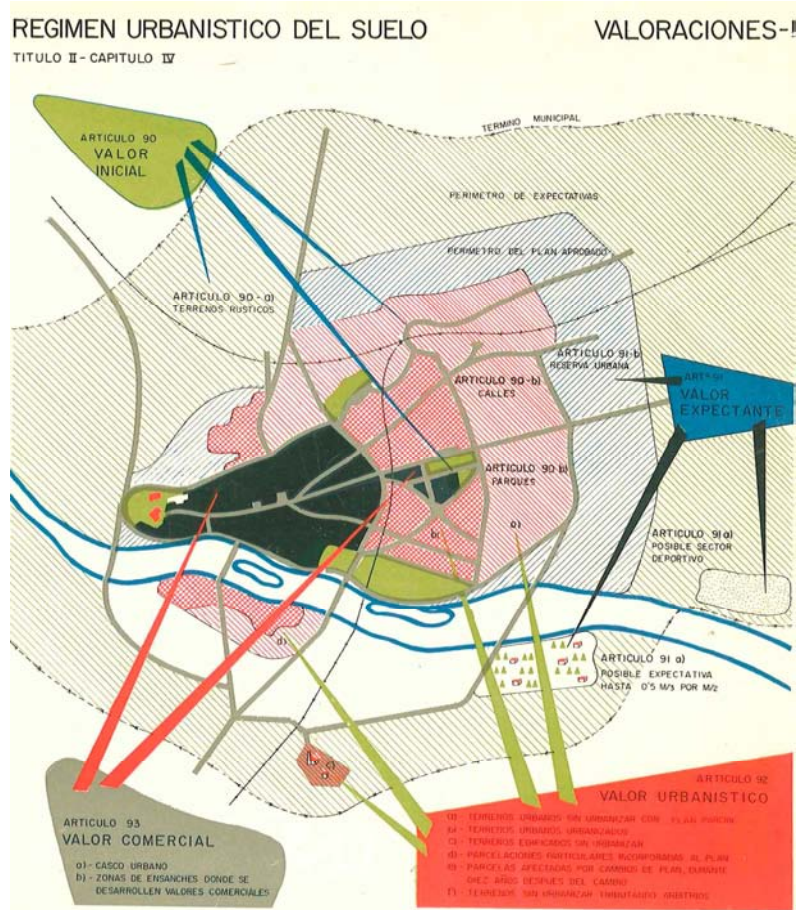 REGIMEN URBANISTICO DEL SUELO
VALORACIONES-
TITULO II - CAPITULO IV
ARTICULO 90
VALOR
INICIAL
TERMINO MUNICIPAL
PERIMETRO DE EXPECTATIVAS
PERIMETRO DEL PLAN APROBADO
ARTICULO 90-a)
TERRENOS RUSTICOS
ARTICULO 91-b
RESERVA URBANA
ARTº 91
VALOR
EXPECTANTE
ARTICULO 90-b)
CALLES
ARTICULO 90 b)
PARQUES
b)
a)
ARTICULO 91a)
POSIBLE SECTOR
DEPORTIVO
d)
ARTICULO 91 a)
POSIBLE EXPECTATIVA
HASTA 0'5 M/3 POR M/2
c)
ARTICULO 93
VALOR COMERCIAL
a) - CASCO URBANO
b) - ZONAS DE ENSANCHES DONDE SE
DESARROLLEN VALORES COMERCIALES
ARTICULO 92
VALOR URBANISTICO
a) - TERRENOS URBANOS SIN URBANIZAR CON PLAN PARCIAL
b) - TERRENOS URBANOS URBANIZADOS
c) - TERRENOS EDIFICADOS SIN URBANIZAR
d) - PARCELACIONES PARTICULARES INCORPORADAS AL PLAN
e) - PARCELAS AFECTADAS POR CAMBIOS DE PLAN, DURANTE
DIEZ AÑOS DESPUES DEL CAMBIO
f) - TERRENOS SIN URBANIZAR TRIBUTANDO ARBITRIOS